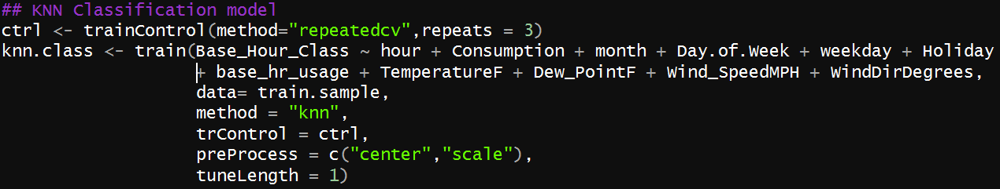 ## KNN Classification model
ctrl <- trainControl(method="repeatedcv",repeats = 3)
knn.class <- train(Base_Hour_Class ~ hour + Consumption + month + Day.of.Week + weekday + Holiday
+ base_hr_usage + TemperatureF + Dew_PointF + Wind_SpeedMPH + WindDirDegrees,
data= train.sample,
method = "knn",
trControl = ctrl,
preProcess = c("center","scale"),
tuneLength = 1)